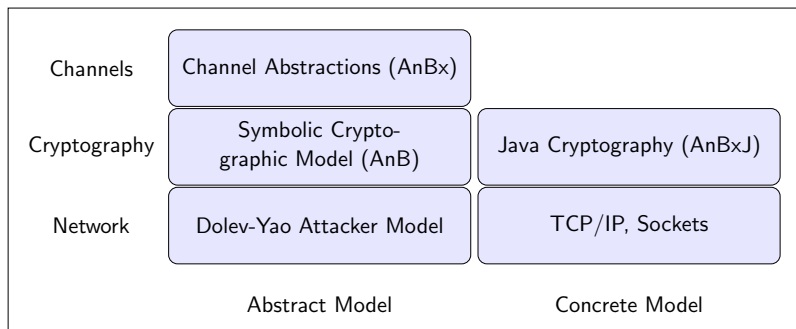 Channels
Channel Abstractions (AnBx)
Cryptography
Symbolic Crypto-
graphic Model (AnB)
Java Cryptography (AnBxJ)
Network
Dolev-Yao Attacker Model
TCP/IP, Sockets
Abstract Model
Concrete Model